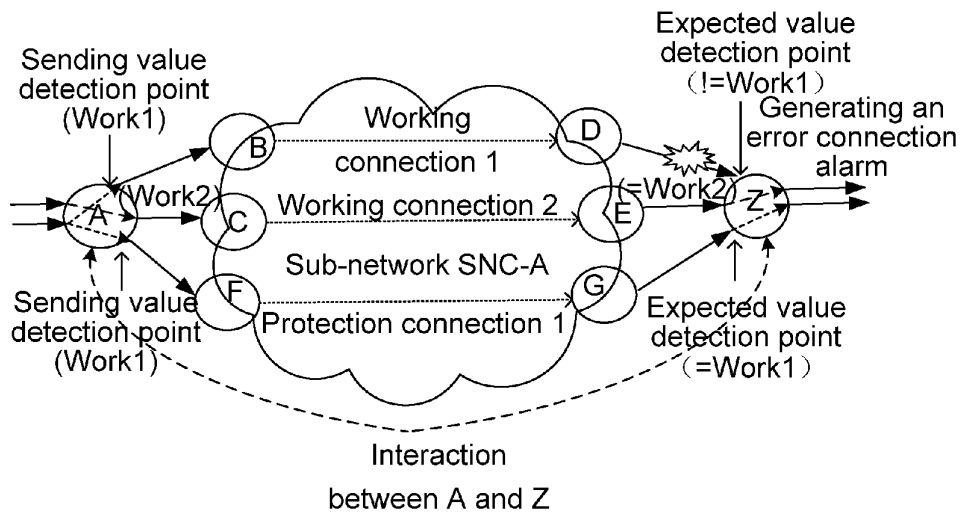 Sending value
detection point
(Work1)
Expected value
detection point
(!=Work1)
Generating an
error connection
alarm
B
Working
connection 1
D
A
(Work2)
C
Working connection 2
E
(=Work2)
Z
Sub-network SNC-A
F
Protection connection 1
G
Sending value
detection point
(Work1)
Expected value
detection point
(=Work1)
Interaction
between A and Z